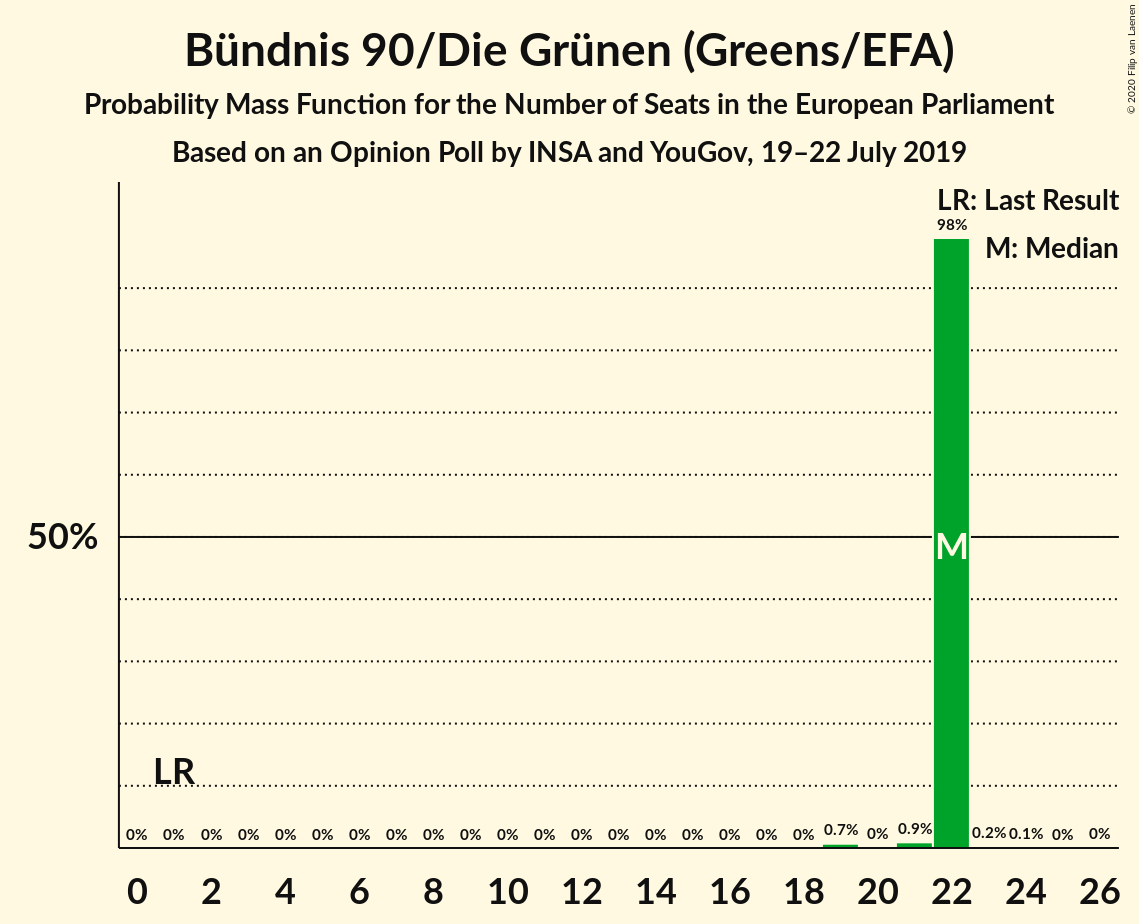 Bündnis 90/Die Grünen (Greens/EFA)
Probability Mass Function for the Number of Seats in the European Parliament
Based on an Opinion Poll by INSA and YouGov, 19–22 July 2019
© 2020 Filip van Laenen
LR: Last Result
98%
M: Median
50%
M
LR
0% 0% 0% 0% 0% 0% 0% 0% 0% 0% 0% 0% 0% 0% 0% 0% 0% 0% 0% 0.7% 0% 0.9% 0.2% 0.1% 0% 0%
0 2 4 6 8 10 12 14 16 18 20 22 24 26